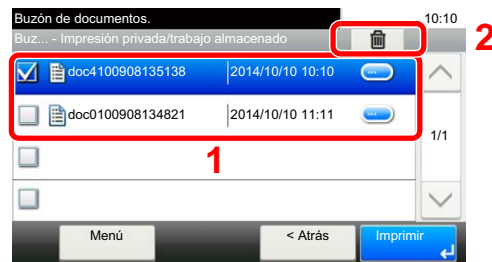 Buzón de documentos. 10:10
Buz... - Impresión privada/trabajo almacenado 2
doc4100908135138 2014/10/10 10:10
doc0100908134821 2014/10/10 11:11
1/1
1
Menú < Atrás Imprimir